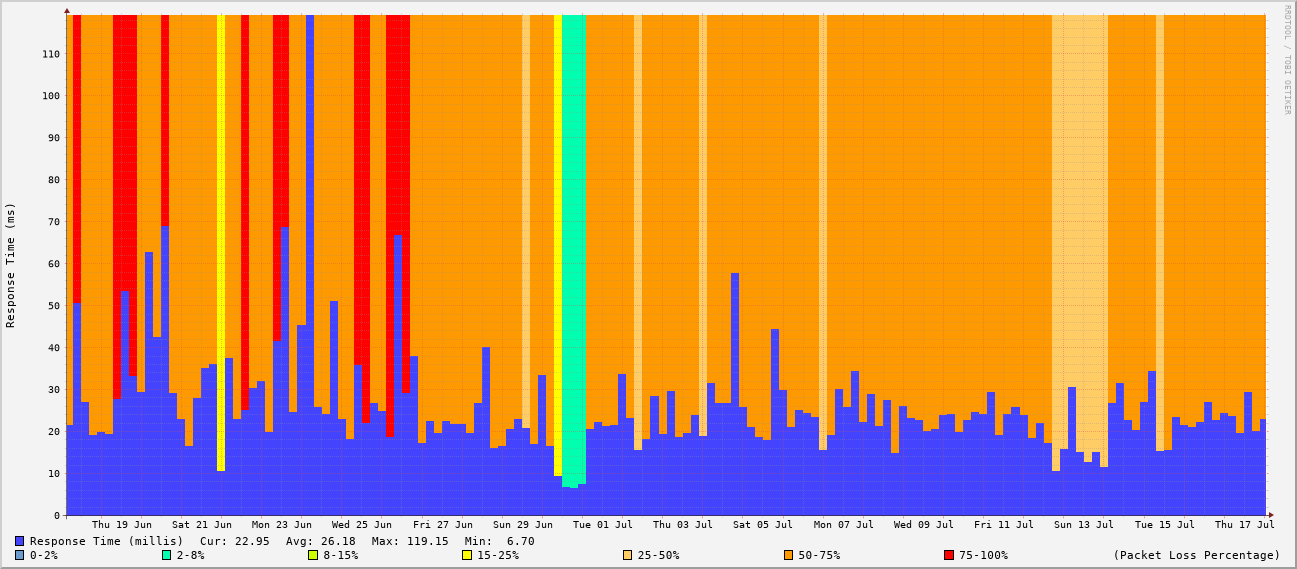 RRDTOOL / TOBI OETIKER
Response Time (ms)
110
100
90
80
70
60
50
40
30
20
10
0
Thu 19 Jun Sat 21 Jun Mon 23 Jun Wed 25 Jun Fri 27 Jun Sun 29 Jun Tue 01 Jul Thu 03 Jul Sat 05 Jul Mon 07 Jul Wed 09 Jul Fri 11 Jul Sun 13 Jul Tue 15 Jul Thu 17 Jul
Response Time (millis) Cur: 22.95 Avg: 26.18 Max: 119.15 Min: 6.70
0-2% 2-8% 8-15% 15-25% 25-50% 50-75% 75-100% (Packet Loss Percentage)